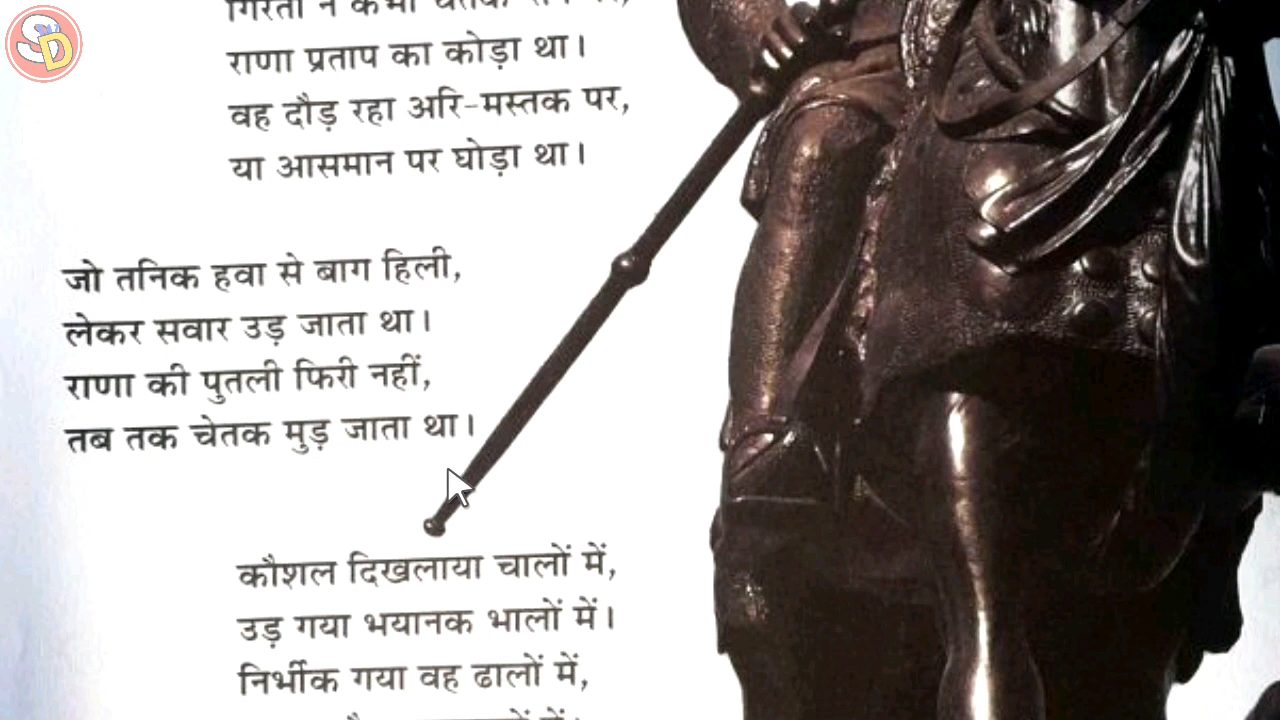 राणा प्रताप का कोड़ा था।
वह दौड़ रहा अरि-मस्तक पर,
या आसमान पर घोड़ा था।
जो तनिक हवा से बाग हिली,
लेकर सवार उड़ जाता था।
राणा की पुतली फिरी नहीं,
तब तक चेतक मुड़ जाता था।
कौशल दिखलाया चालों में,
उड़ गया भयानक भालों में।
निर्भीक गया वह ढालों में,